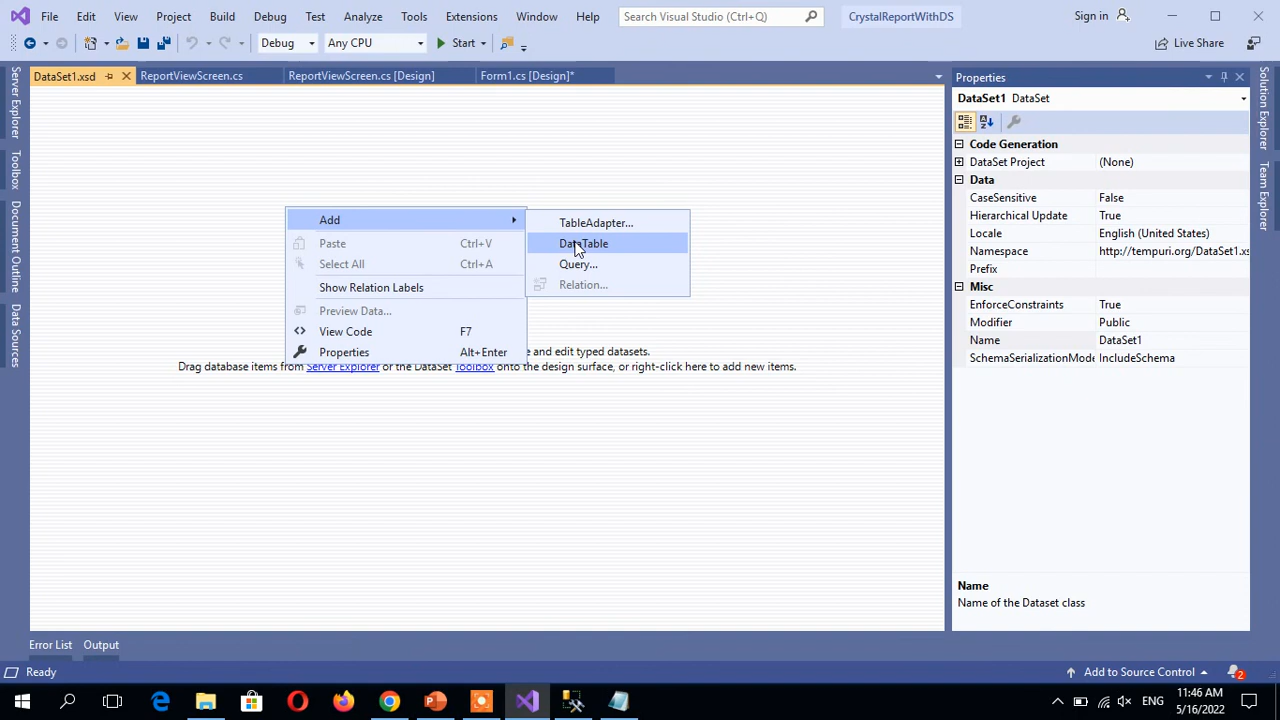 File Edit View Project Build Debug Test Analyze Tools Extensions Window Help Search Visual Studio (Ctrl+Q) CrystalReportWithDS Sign in
Debug Any CPU Start Live Share
DataSet1.xsd ReportViewScreen.cs ReportViewScreen.cs [Design] Form1.cs [Design]*
Server Explorer
Toolbox
Document Outline
Data Sources
Add
Paste Ctrl+V
Select All Ctrl+A
Show Relation Labels
Preview Data...
View Code F7
Properties Alt+Enter
TableAdapter...
DataTable
Query...
Relation...
e and edit typed datasets.
Drag database items from Server Explorer or the DataSet Toolbox onto the design surface, or right-click here to add new items.
Properties
DataSet1 DataSet
Code Generation
DataSet Project (None)
Data
CaseSensitive False
Hierarchical Update True
Locale English (United States)
Namespace http://tempuri.org/DataSet1.xs
Prefix
Misc
EnforceConstraints True
Modifier Public
Name DataSet1
SchemaSerializationMode IncludeSchema
Name
Name of the Dataset class
Solution Explorer
Team Explorer
Error List Output
Ready Add to Source Control 2
ENG
11:46 AM
5/16/2022